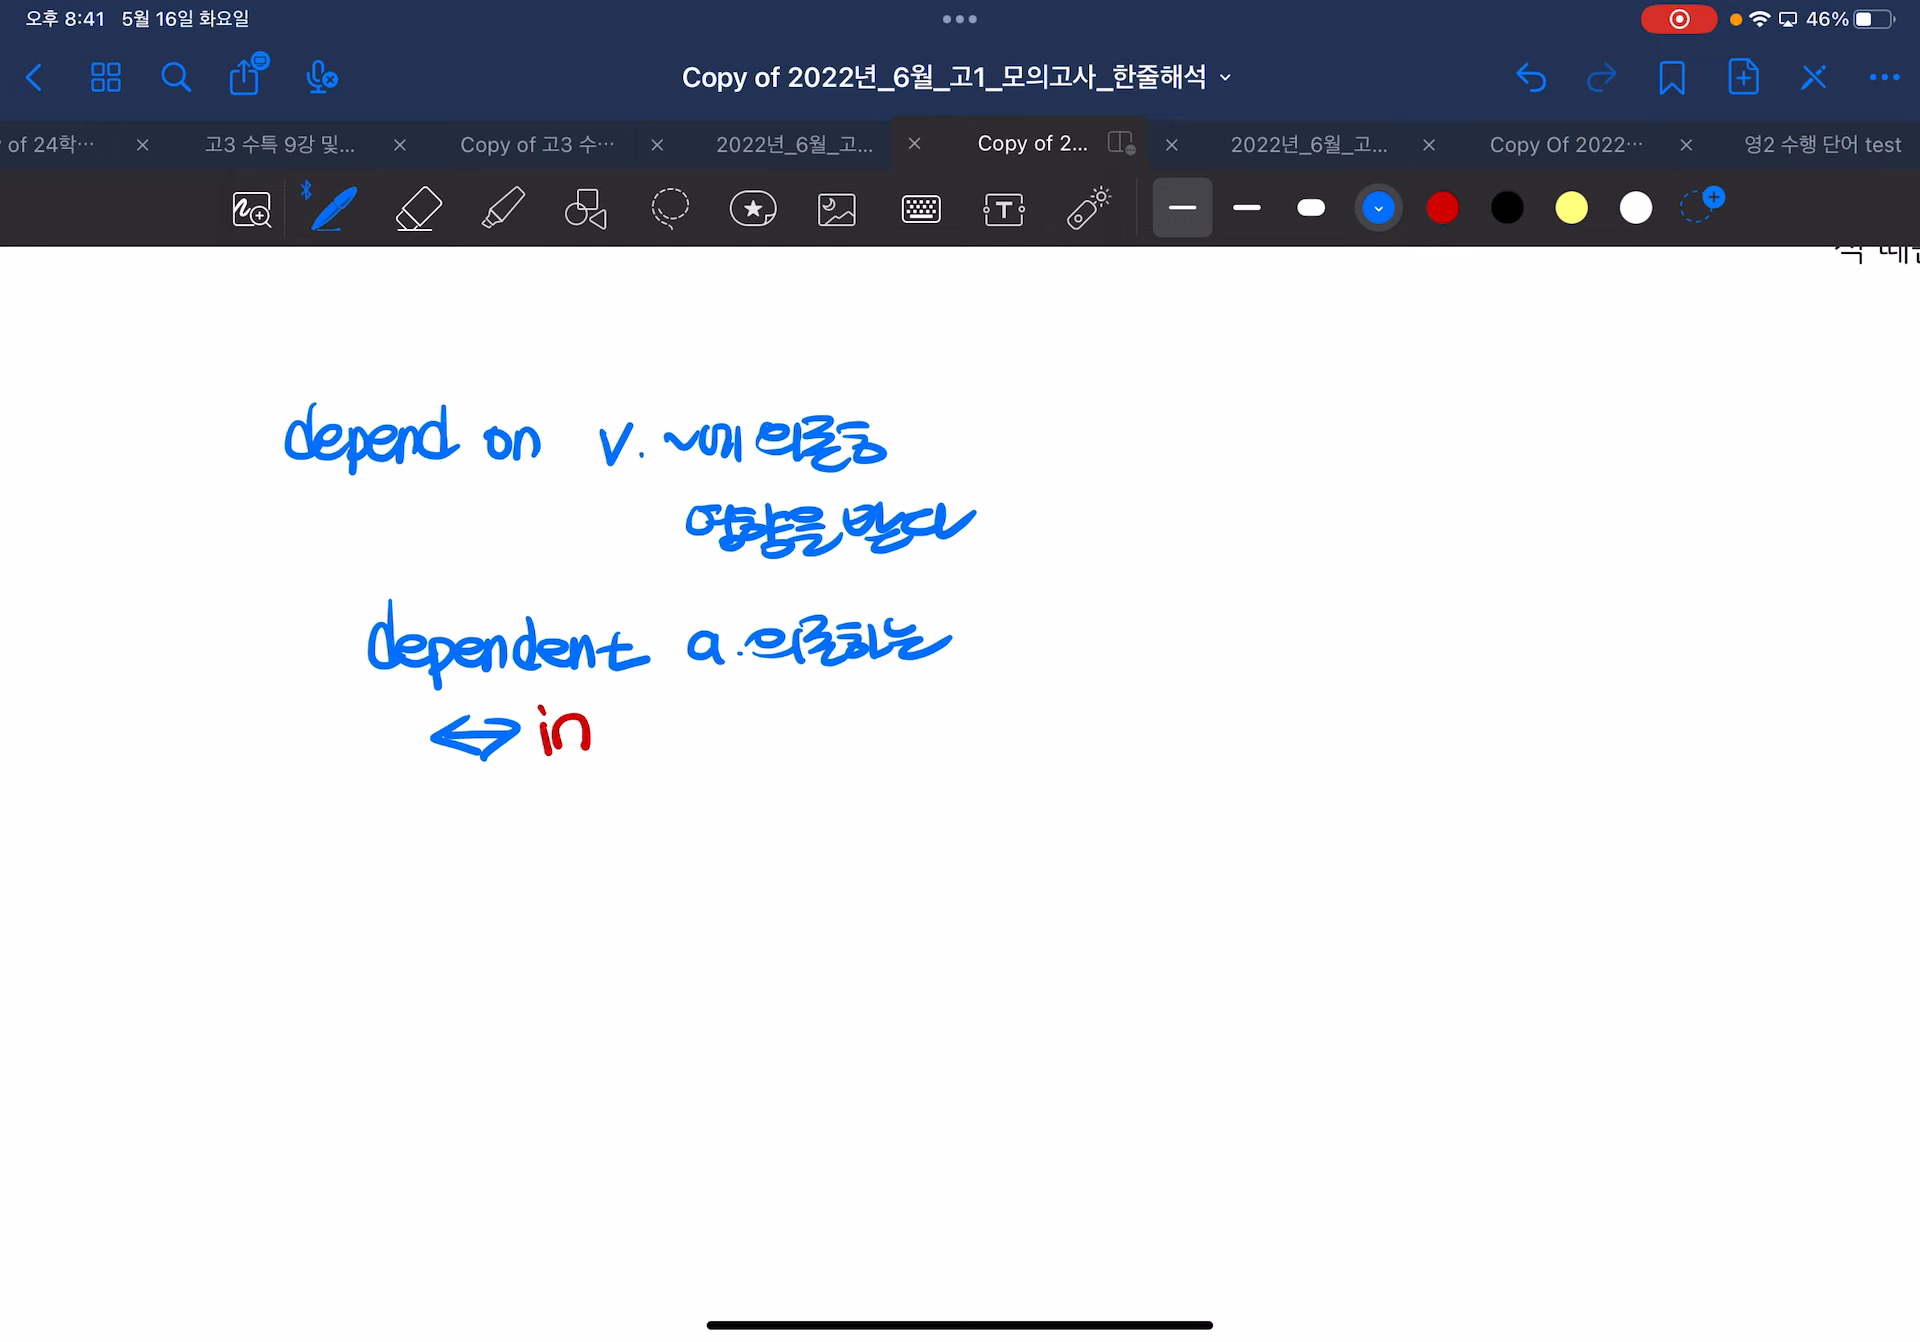 오후 8:41 5월 16일 화요일
46%
Copy of 2022년_6월_고1_모의고사_한줄해석
of 24학… 고3 수특 9강 및... Copy of 고3 수… 2022년_6월_고... Copy of 2... 2022년_6월_고... Copy Of 2022… 영2 수행 단어 test
depend on v. ~에 의존
영향을 받다
dependent a. 의존하는
⇔ in